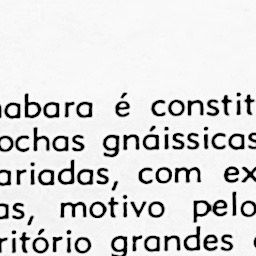 nabara é constit
ochas gnáissicas
ariadas, com ex
as, motivo pelo
ritório grandes